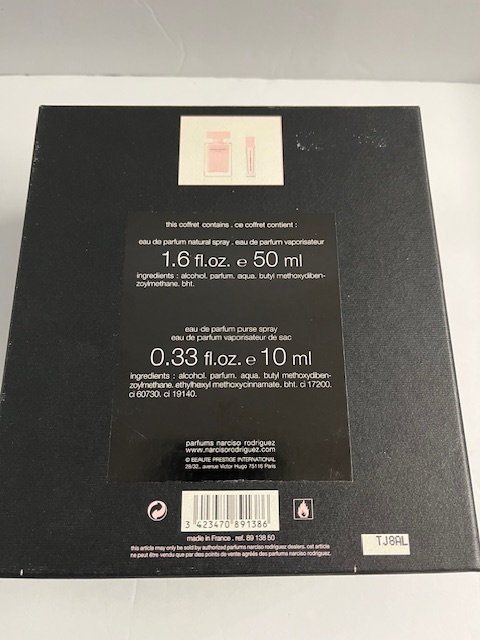 this coffret contains . ce coffret contient :
eau de parfum natural spray . eau de parfum vaporisateur
1.6 fl.oz. e 50 ml
ingredients : alcohol. parfum. aqua. butyl methoxydiben-
zoylmethane. bht.
eau de parfum purse spray
eau de parfum vaporisateur de sac
0.33 fl.oz. e 10 ml
ingredients : alcohol. parfum. aqua. butyl methoxydiben-
zoylmethane. ethylhexyl methoxycinnamate. bht. ci 17200.
ci 60730. ci 19140.
parfums narciso rodriguez
www.narcisorodriguez.com
© BEAUTE PRESTIGE INTERNATIONAL
28/32, avenue Victor Hugo 75116 Paris
3 423470 891386
made in France . ref. 89 138 50
TJ8AL
this article may only be sold by authorized parfums narciso rodriguez dealers. cet article
ne peut être vendu que par des points de vente agréés des parfums narciso rodriguez.